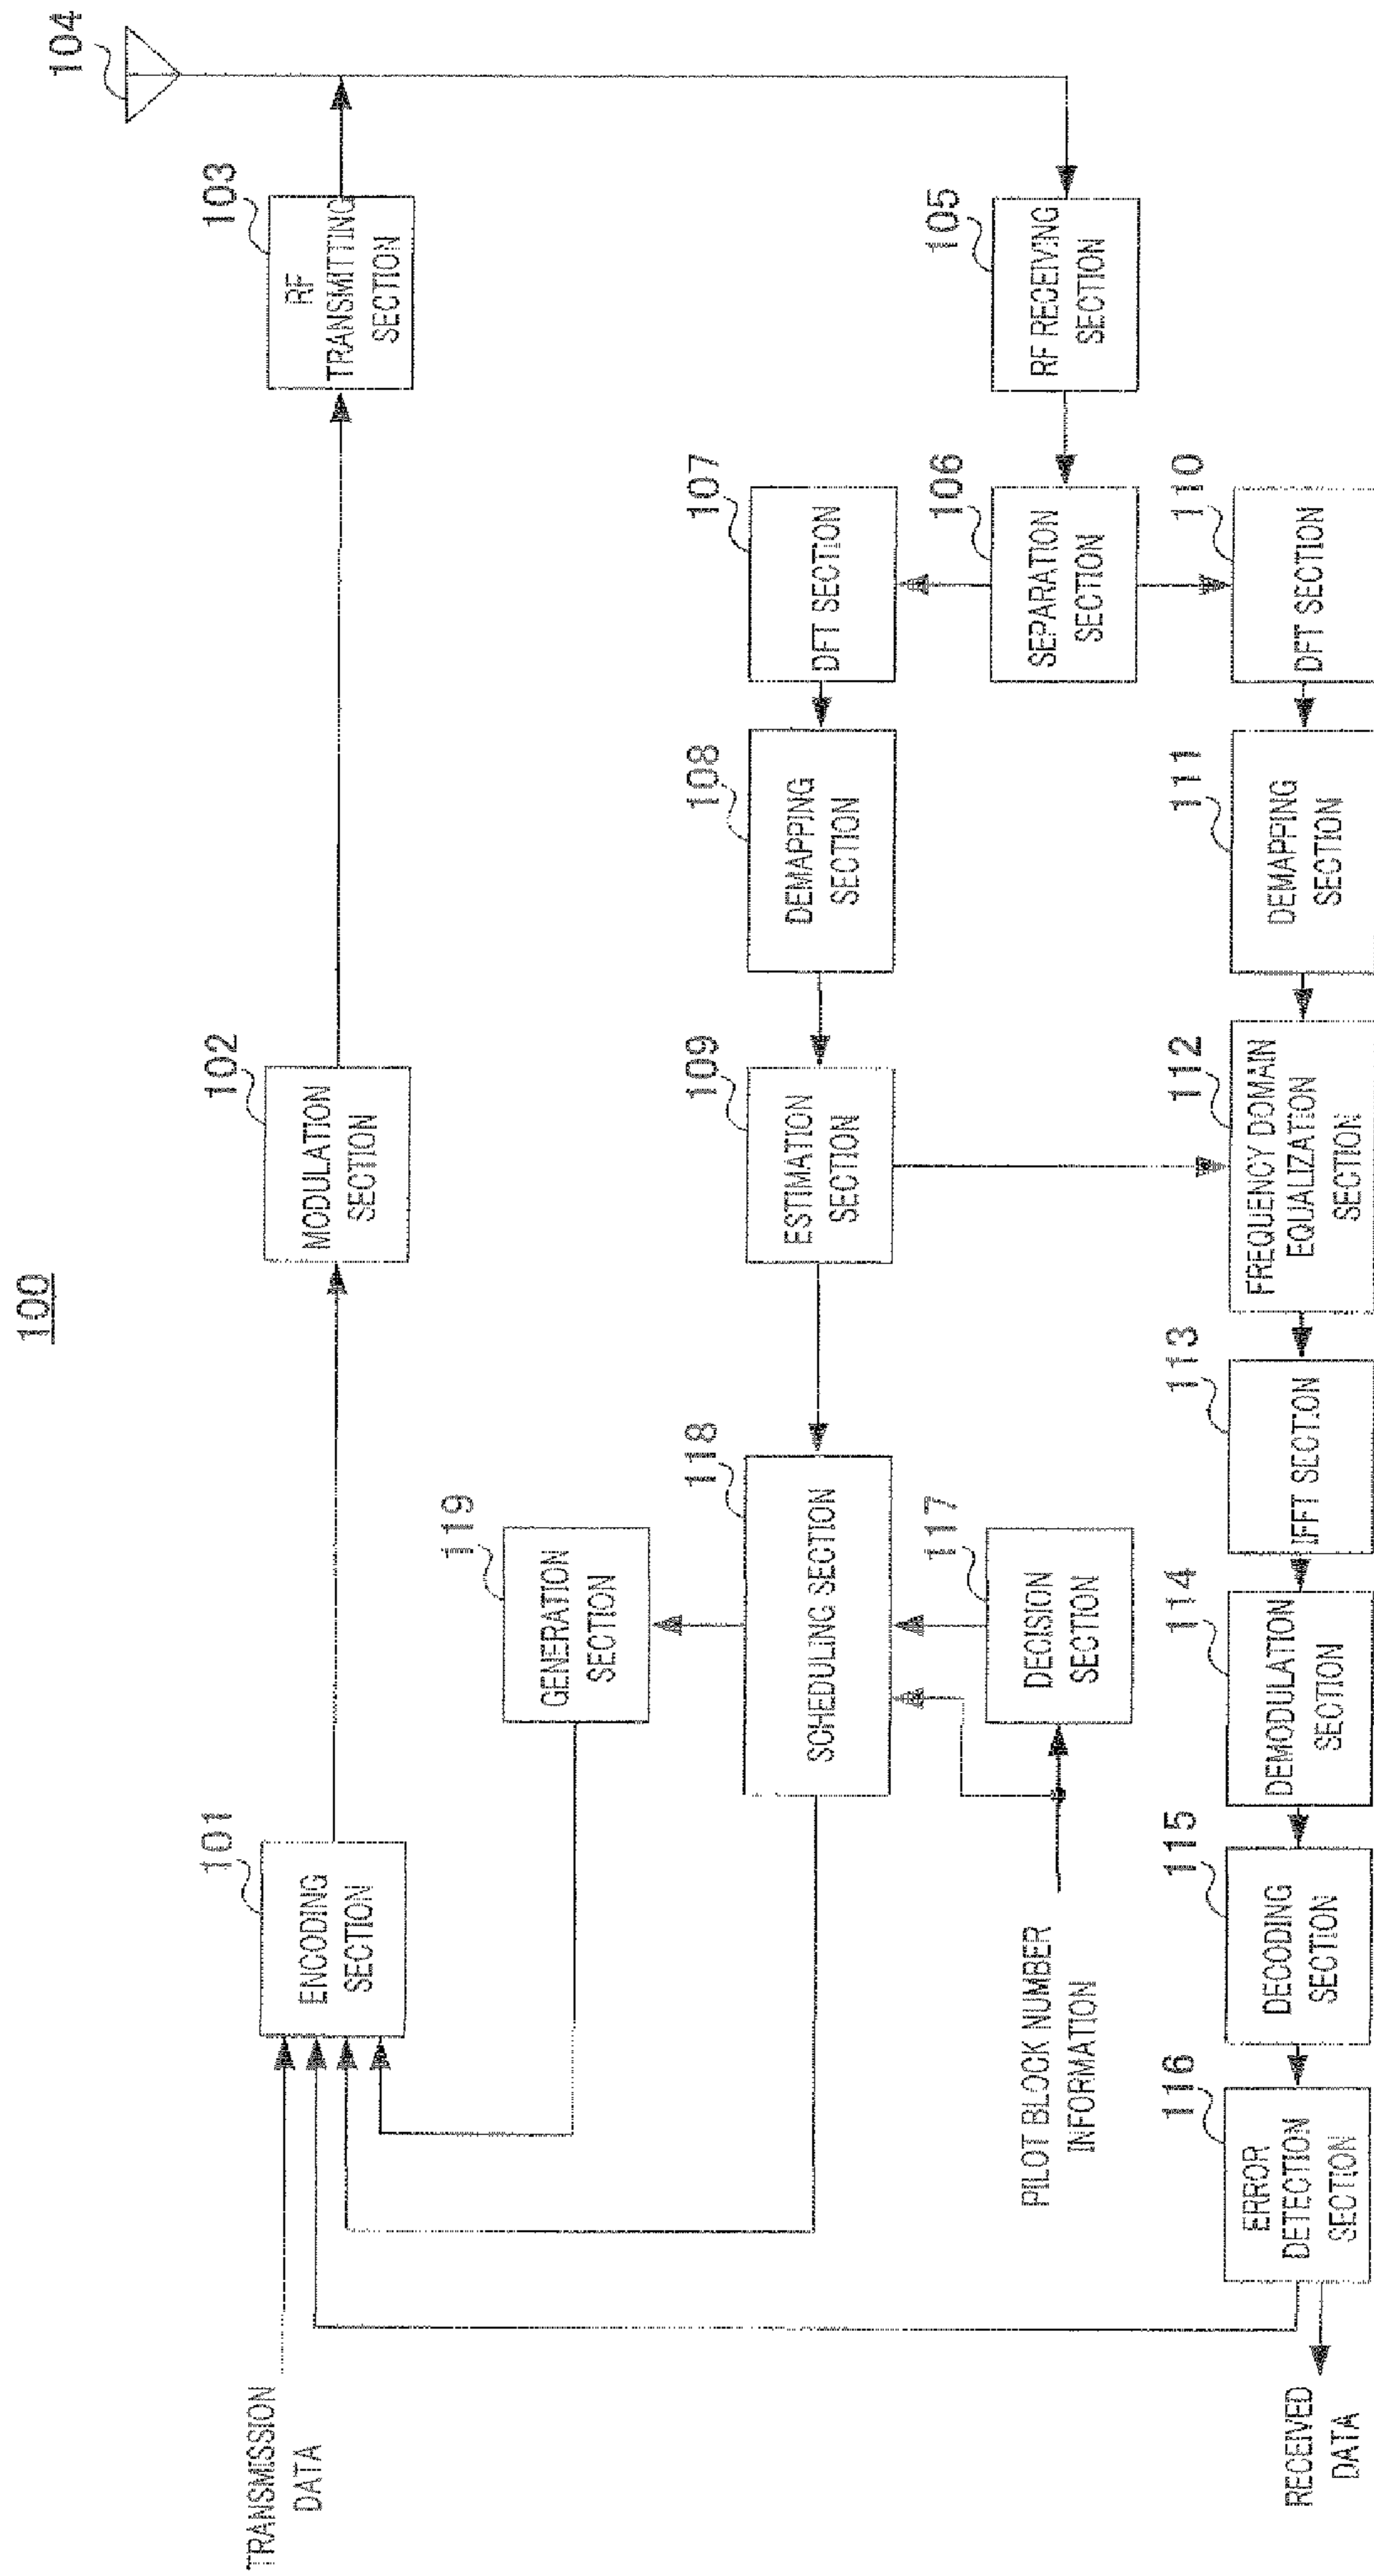 100
101
ENCODING
SECTION
102
MODULATION
SECTION
103
RF
TRANSMITTING
SECTION
104
TRANSMISSION
DATA
119
GENERATION
SECTION
118
SCHEDULING SECTION
109
ESTIMATION
SECTION
108
DEMAPPING
SECTION
107
DFT SECTION
117
DECISION
SECTION
PILOT BLOCK NUMBER
INFORMATION
106
SEPARATION
SECTION
105
RF RECEIVING
SECTION
116
ERROR
DETECTION
SECTION
115
DECODING
SECTION
114
DEMODULATION
SECTION
113
IFFT SECTION
112
FREQUENCY DOMAIN
EQUALIZATION
SECTION
111
DEMAPPING
SECTION
110
DFT SECTION
RECEIVED
DATA